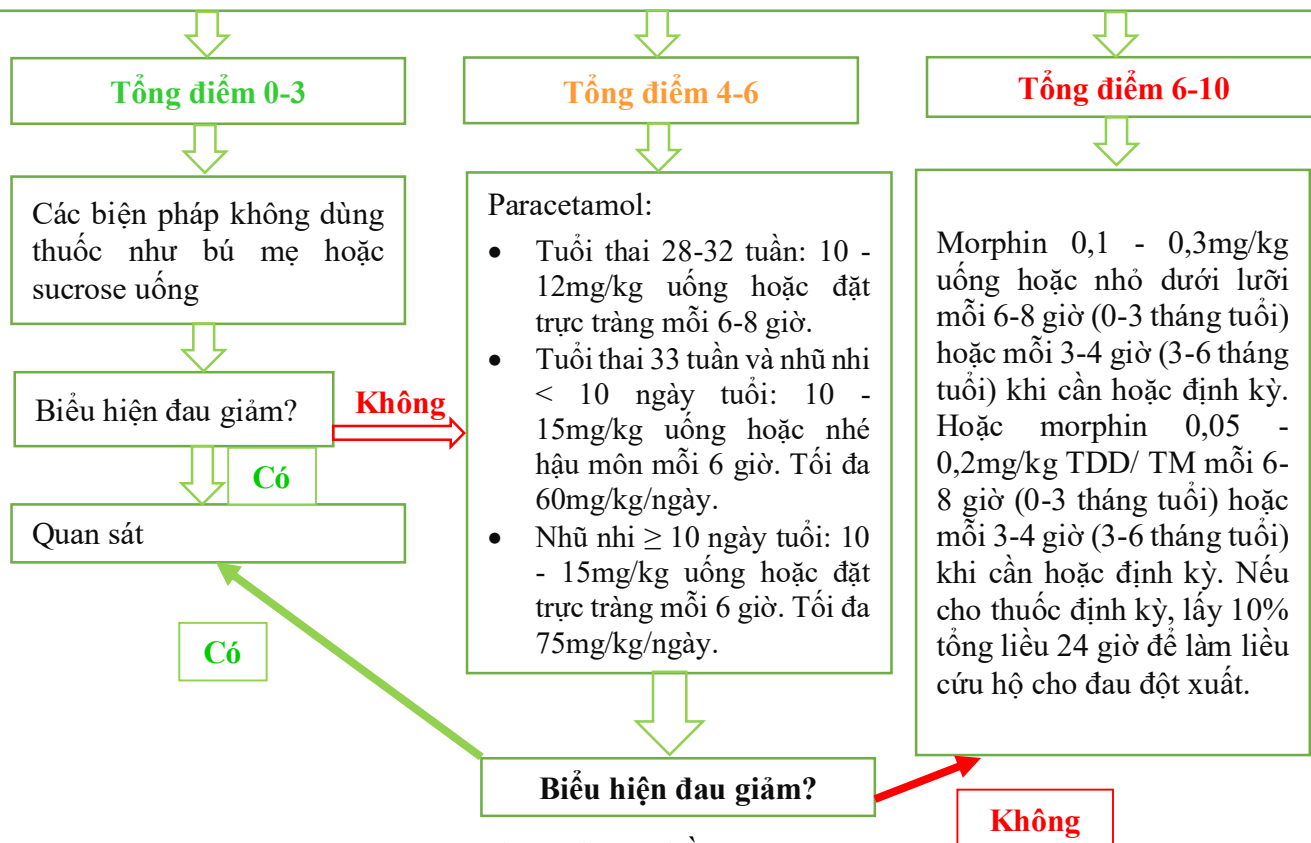 Tổng điểm 0-3
Các biện pháp không dùng
thuốc như bú mẹ hoặc
sucrose uống
Biểu hiện đau giảm?
Không
Có
Quan sát
Có
Tổng điểm 4-6
Paracetamol:
• Tuổi thai 28-32 tuần: 10 -
12mg/kg uống hoặc đặt
trực tràng mỗi 6-8 giờ.
• Tuổi thai 33 tuần và nhũ nhi
< 10 ngày tuổi: 10 -
15mg/kg uống hoặc nhé
hậu môn mỗi 6 giờ. Tối đa
60mg/kg/ngày.
• Nhũ nhi ≥ 10 ngày tuổi: 10
- 15mg/kg uống hoặc đặt
trực tràng mỗi 6 giờ. Tối đa
75mg/kg/ngày.
Biểu hiện đau giảm?
Không
Tổng điểm 6-10
Morphin 0,1 - 0,3mg/kg
uống hoặc nhỏ dưới lưỡi
mỗi 6-8 giờ (0-3 tháng tuổi)
hoặc mỗi 3-4 giờ (3-6 tháng
tuổi) khi cần hoặc định kỳ.
Hoặc morphin 0,05 -
0,2mg/kg TDD/ TM mỗi 6-
8 giờ (0-3 tháng tuổi) hoặc
mỗi 3-4 giờ (3-6 tháng tuổi)
khi cần hoặc định kỳ. Nếu
cho thuốc định kỳ, lấy 10%
tổng liều 24 giờ để làm liều
cứu hộ cho đau đột xuất.